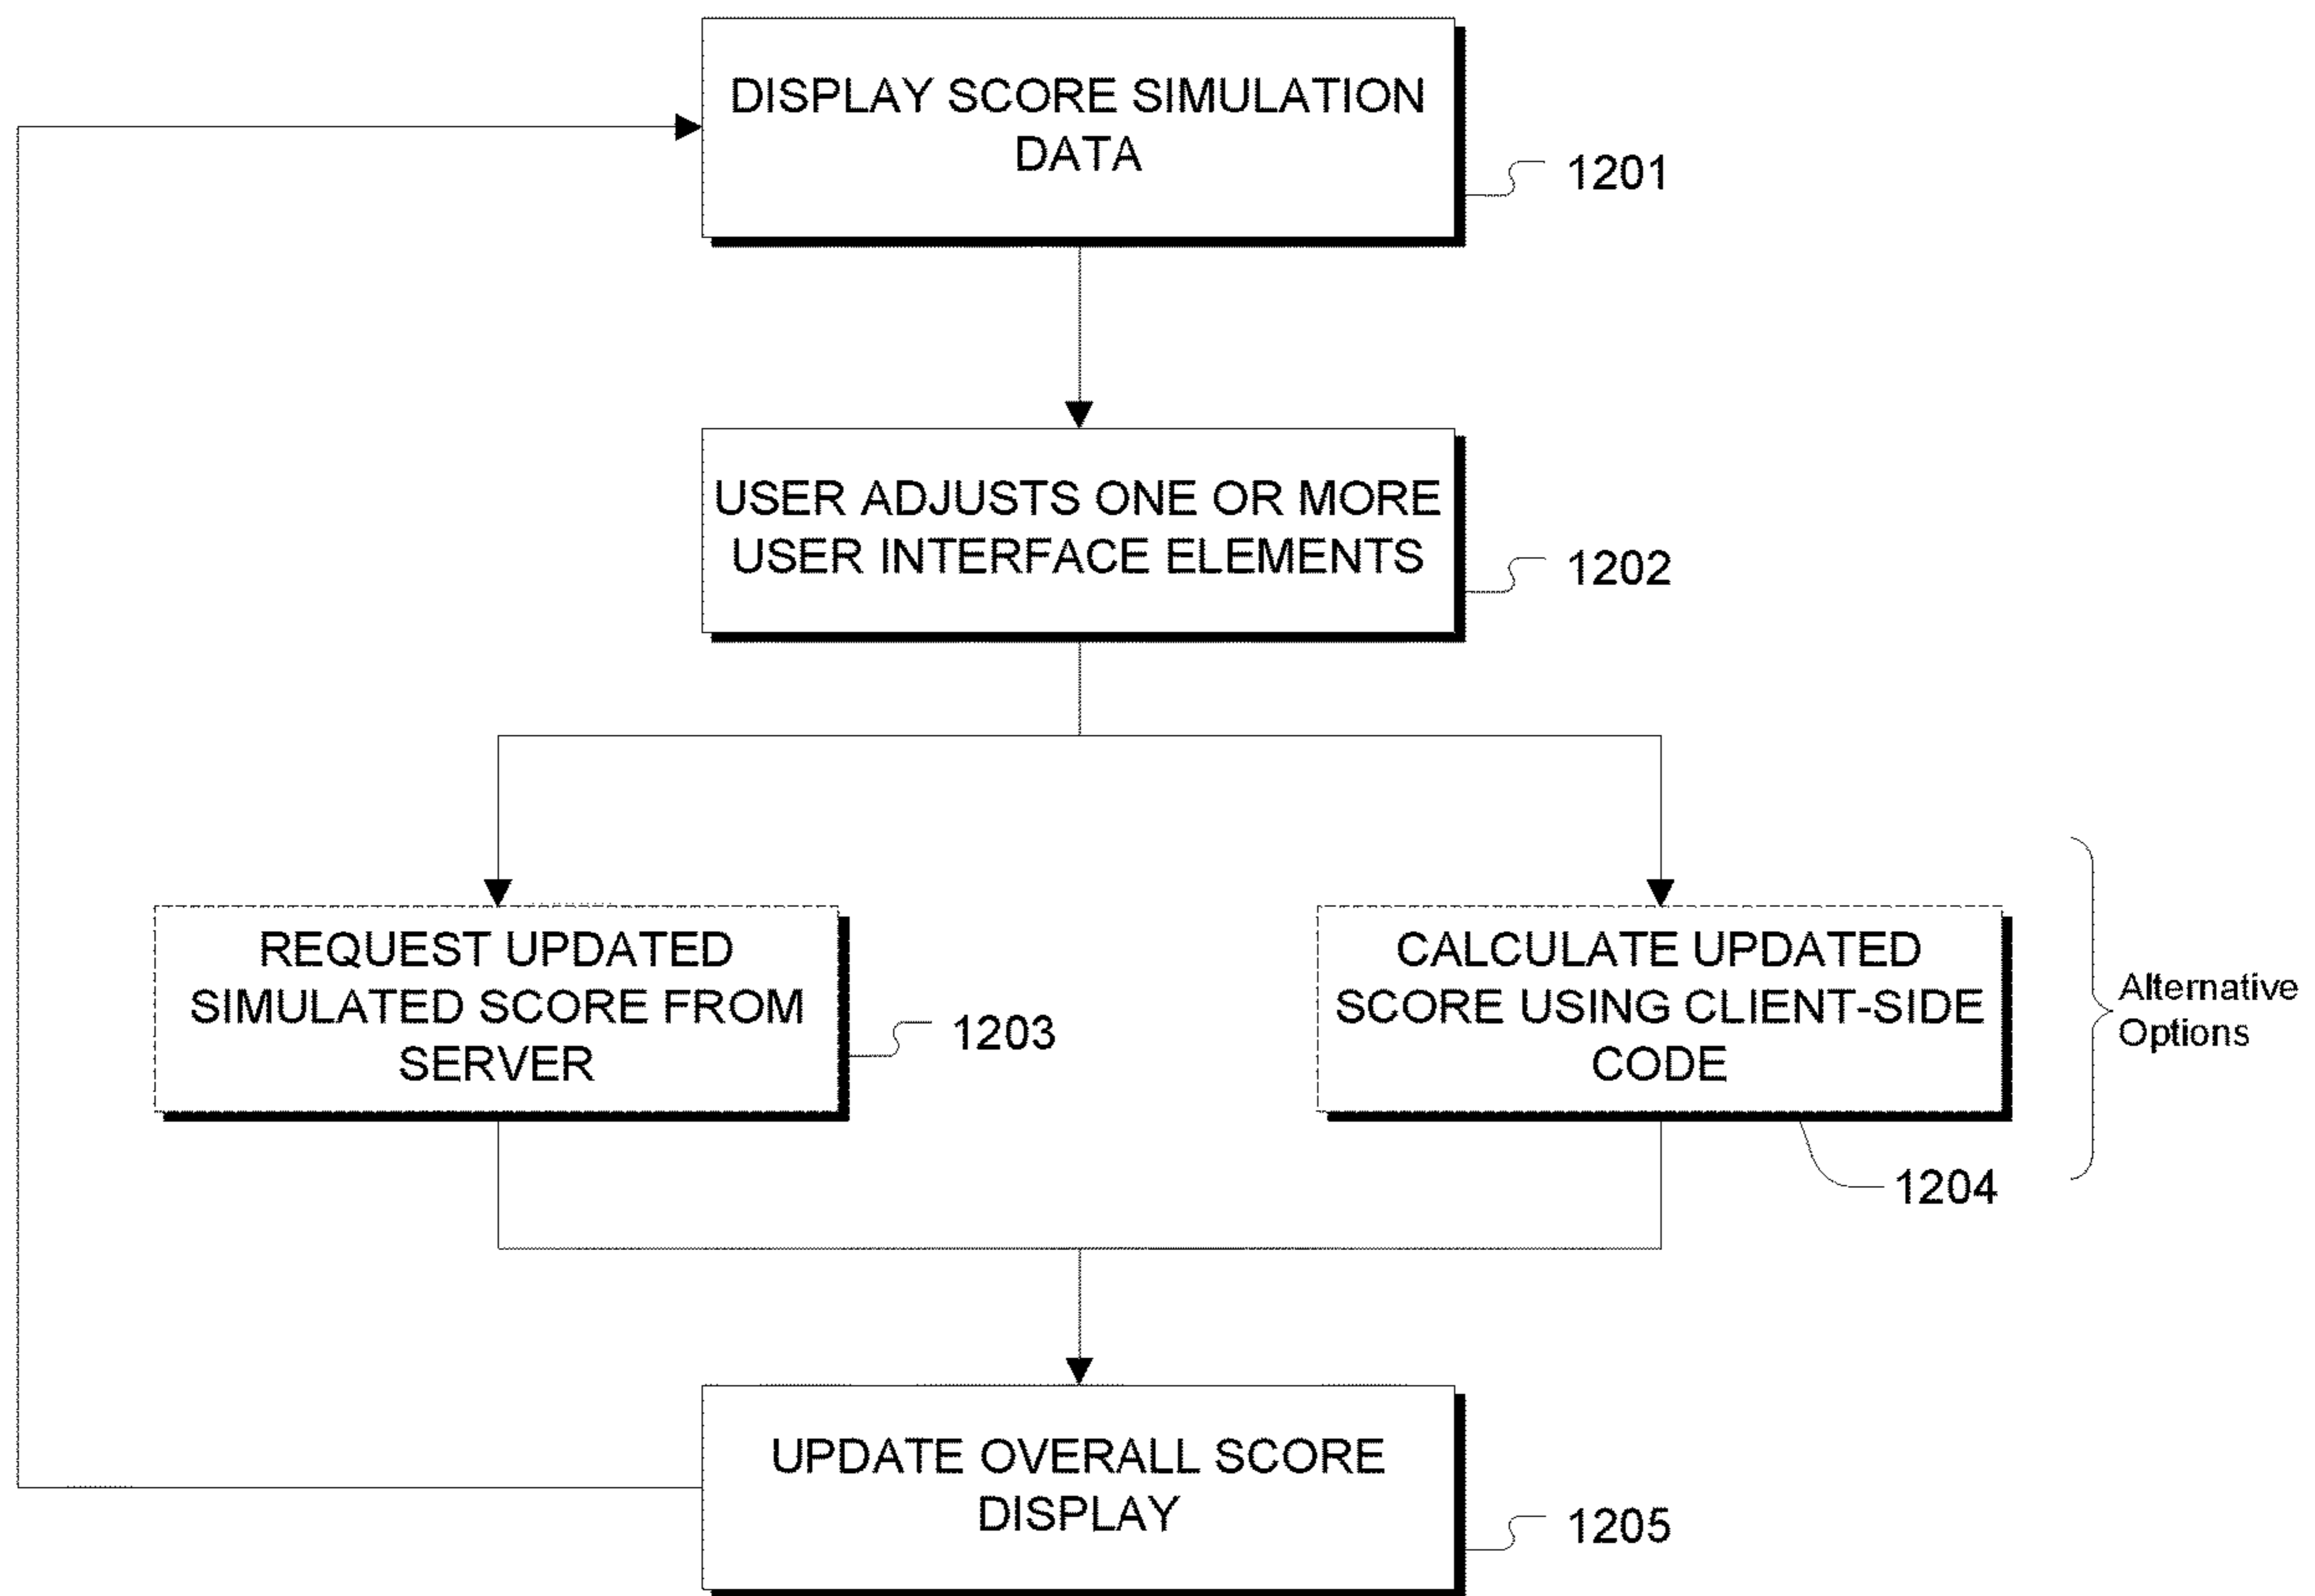 DISPLAY SCORE SIMULATION
DATA
1201
USER ADJUSTS ONE OR MORE
USER INTERFACE ELEMENTS
1202
REQUEST UPDATED
SIMULATED SCORE FROM
SERVER
1203
CALCULATE UPDATED
SCORE USING CLIENT-SIDE
CODE
1204
Alternative
Options
UPDATE OVERALL SCORE
DISPLAY
1205